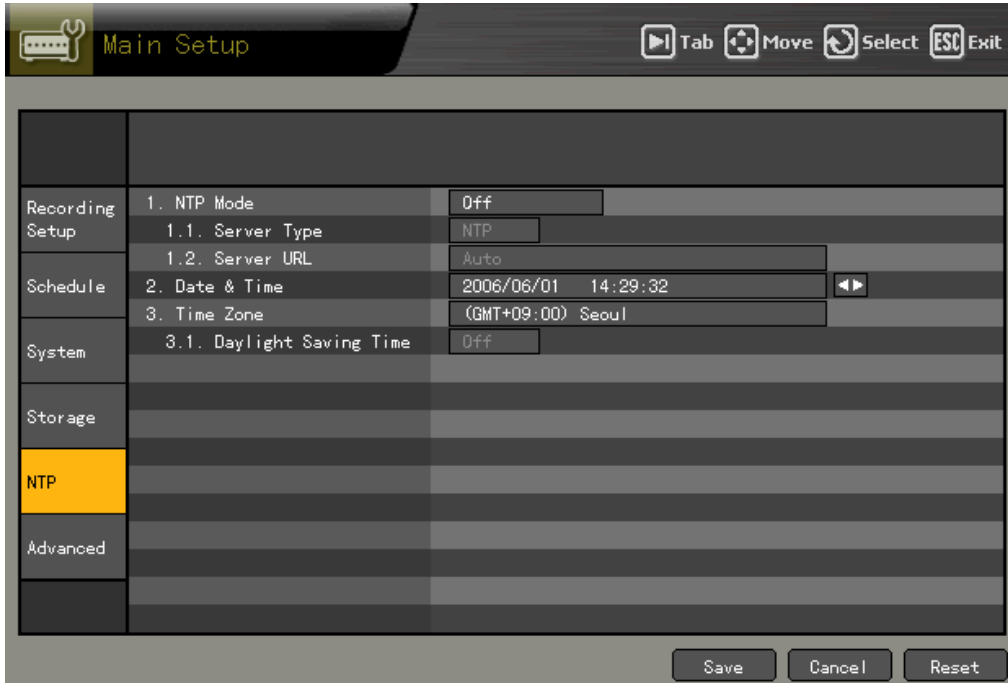 Main Setup
Tab Move Select ESC Exit
Recording
Setup
Schedule
System
Storage
NTP
Advanced
1. NTP Mode Off
1.1. Server Type NTP
1.2. Server URL Auto
2. Date & Time 2006/06/01 14:29:32
3. Time Zone (GMT+09:00) Seoul
3.1. Daylight Saving Time Off
Save Cancel Reset